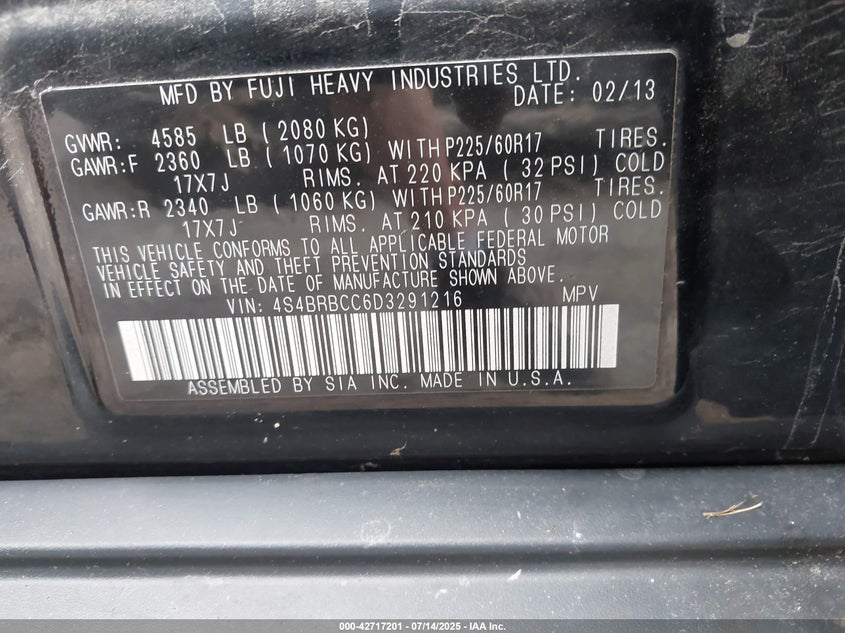 MFD BY FUJI HEAVY INDUSTRIES LTD.
DATE: 02/13
GVWR: 4585 LB (2080 KG)
GAWR:F 2360 LB (1070 KG) WITH P225/60R17 TIRES.
17X7J RIMS. AT 220 KPA (32 PSI) COLD
GAWR:R 2340 LB (1060 KG) WITH P225/60R17 TIRES.
17X7J RIMS. AT 210 KPA (30 PSI) COLD
THIS VEHICLE CONFORMS TO ALL APPLICABLE FEDERAL MOTOR
VEHICLE SAFETY AND THEFT PREVENTION STANDARDS
IN EFFECT ON THE DATE OF MANUFACTURE SHOWN ABOVE.
VIN: 4S4BRBCC6D3291216 MPV
ASSEMBLED BY SIA INC. MADE IN U.S.A.
000-42717201 - 07/14/2025 - IAA Inc.